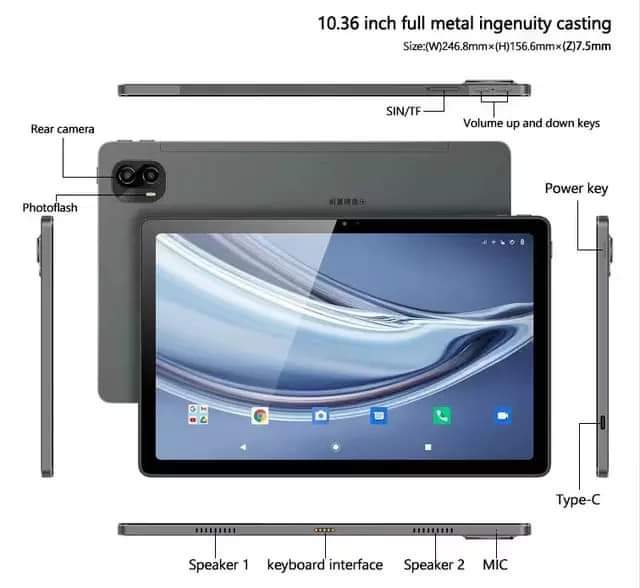 10.36 inch full metal ingenuity casting
Size:(W)246.8mm×(H)156.6mm×(Z)7.5mm
SIN/TF
Volume up and down keys
Rear camera
Photoflash
Power key
Type-C
Speaker 1
keyboard interface
Speaker 2
MIC